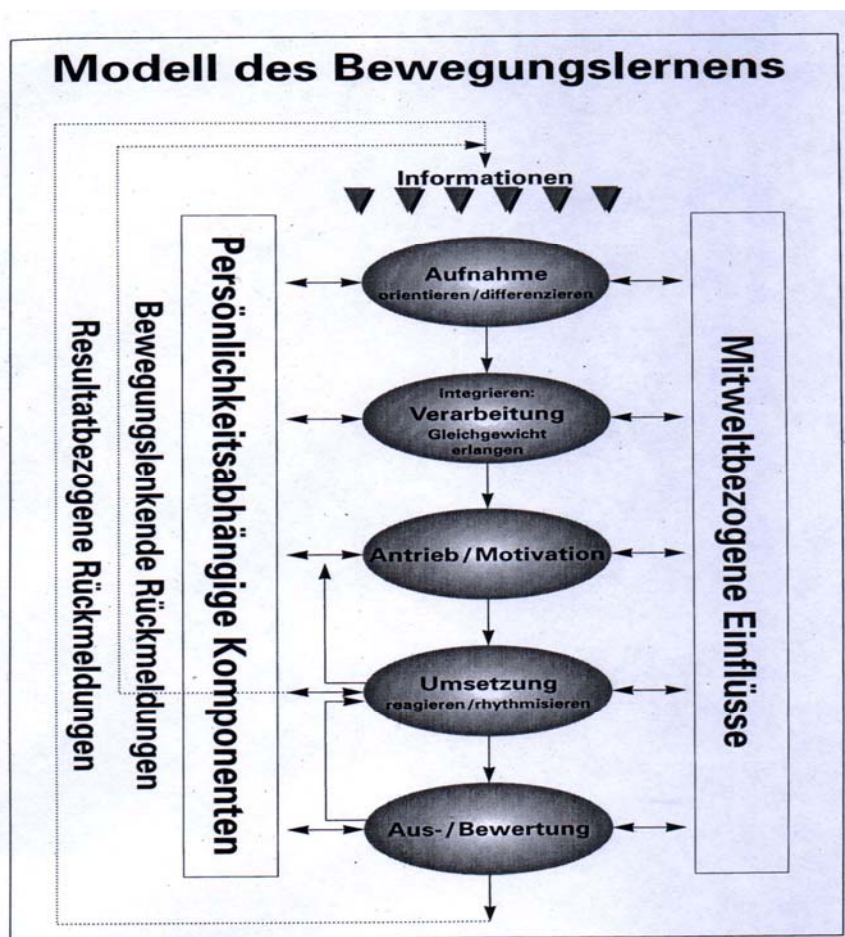 Modell des Bewegungslernens
Informationen
Aufnahme
orientieren/differenzieren
Integrieren:
Verarbeitung
Gleichgewicht
erlangen
Antrieb/Motivation
Umsetzung
reagieren/rhythmisieren
Aus-/Bewertung
Resultatbezogene Rückmeldungen
Bewegungslenkende Rückmeldungen
Persönlichkeitsabhängige Komponenten
Mitweltbezogene Einflüsse